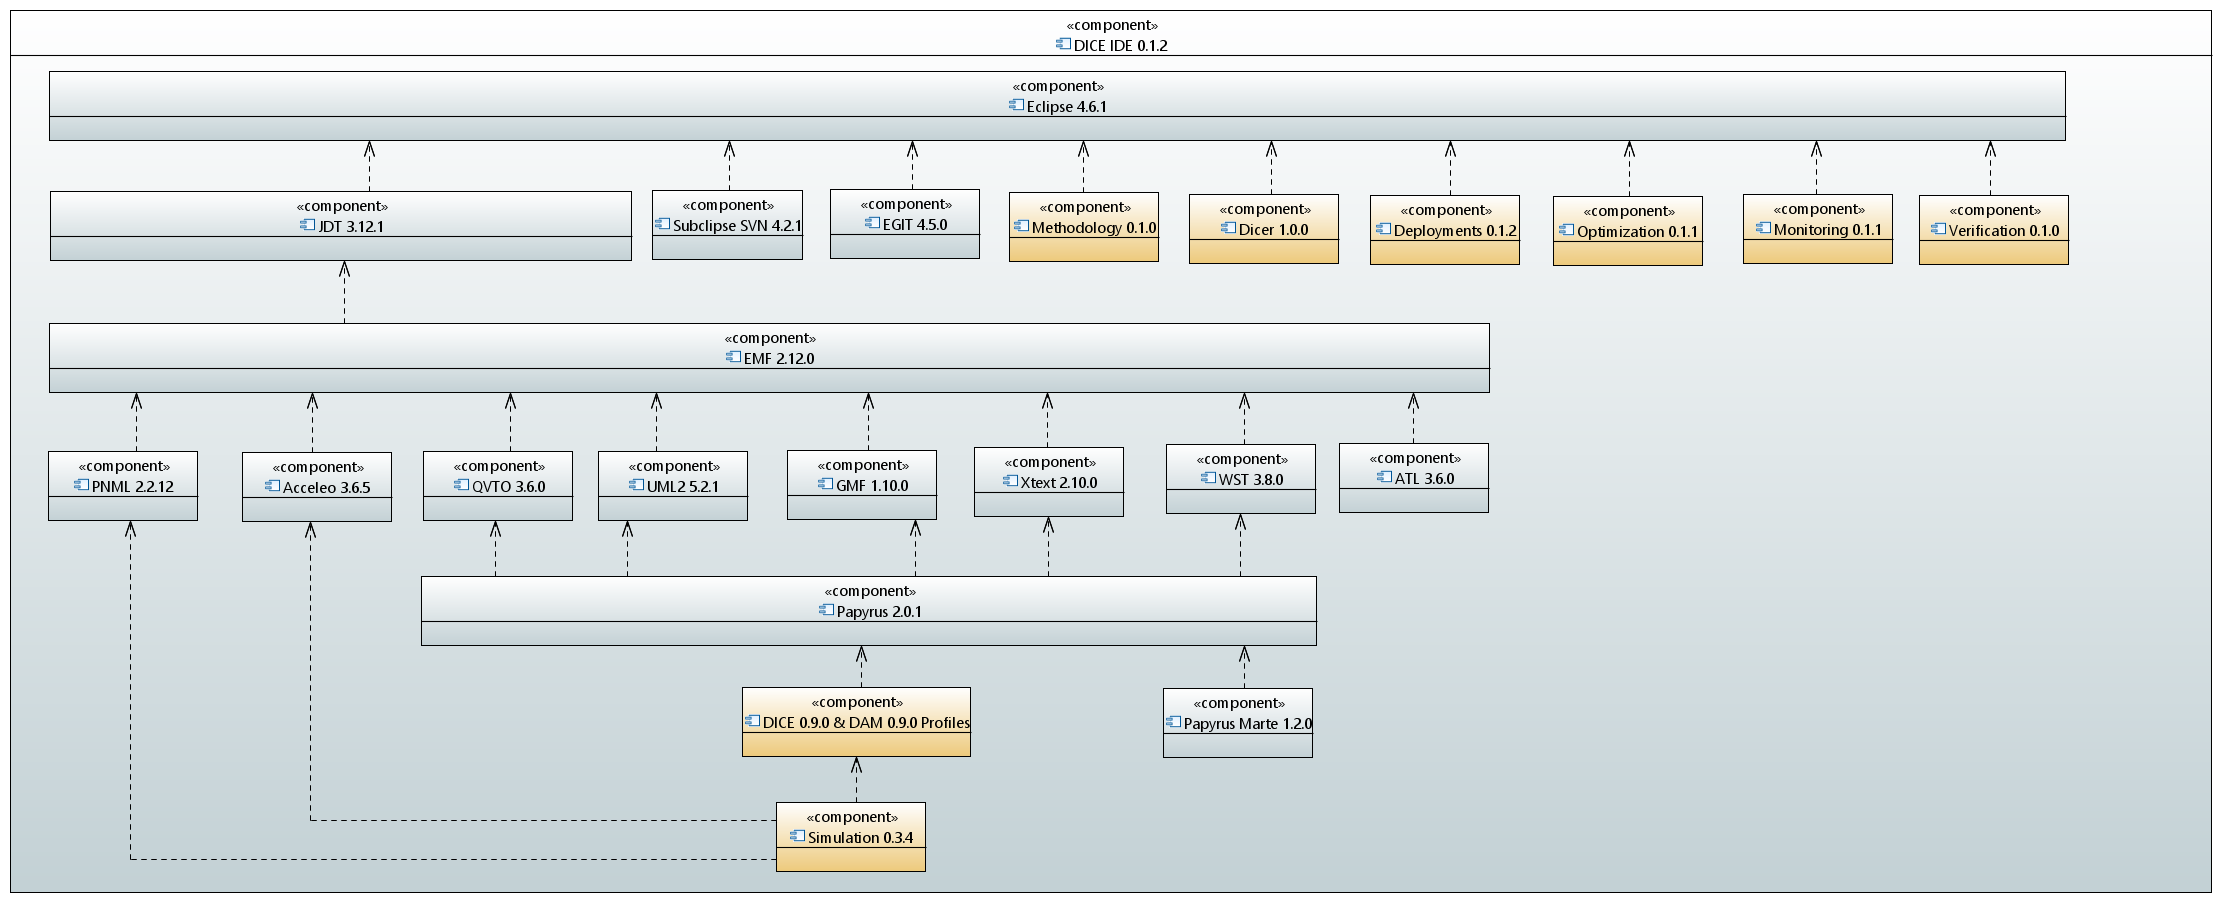 «component»
DICE IDE 0.1.2
«component»
Eclipse 4.6.1
«component»
JDT 3.12.1
«component»
Subclipse SVN 4.2.1
«component»
EGIT 4.5.0
«component»
Methodology 0.1.0
«component»
Dicer 1.0.0
«component»
Deployments 0.1.2
«component»
Optimization 0.1.1
«component»
Monitoring 0.1.1
«component»
Verification 0.1.0
«component»
EMF 2.12.0
«component»
PNML 2.2.12
«component»
Acceleo 3.6.5
«component»
QVTO 3.6.0
«component»
UML2 5.2.1
«component»
GMF 1.10.0
«component»
Xtext 2.10.0
«component»
WST 3.8.0
«component»
ATL 3.6.0
«component»
Papyrus 2.0.1
«component»
DICE 0.9.0 & DAM 0.9.0 Profiles
«component»
Papyrus Marte 1.2.0
«component»
Simulation 0.3.4